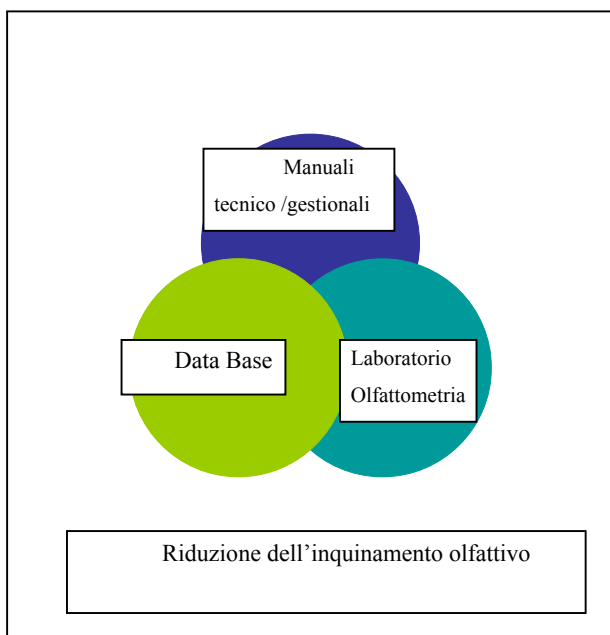 Manuali
tecnico /gestionali
Data Base
Laboratorio
Olfattometria
Riduzione dell'inquinamento olfattivo